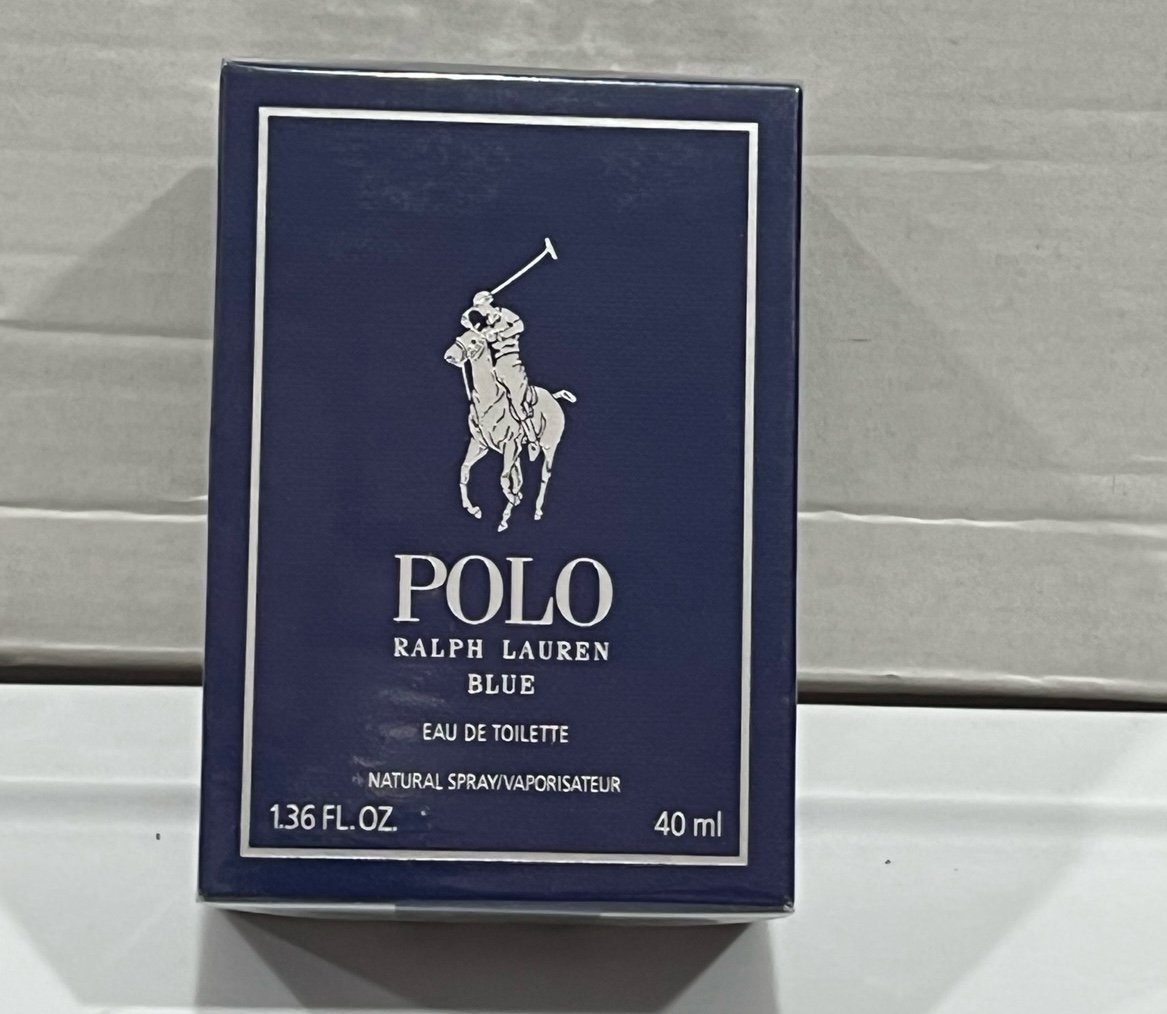 POLO
RALPH LAUREN
BLUE
EAU DE TOILETTE
NATURAL SPRAY/VAPORISATEUR
1.36 FL. OZ. 40 ml